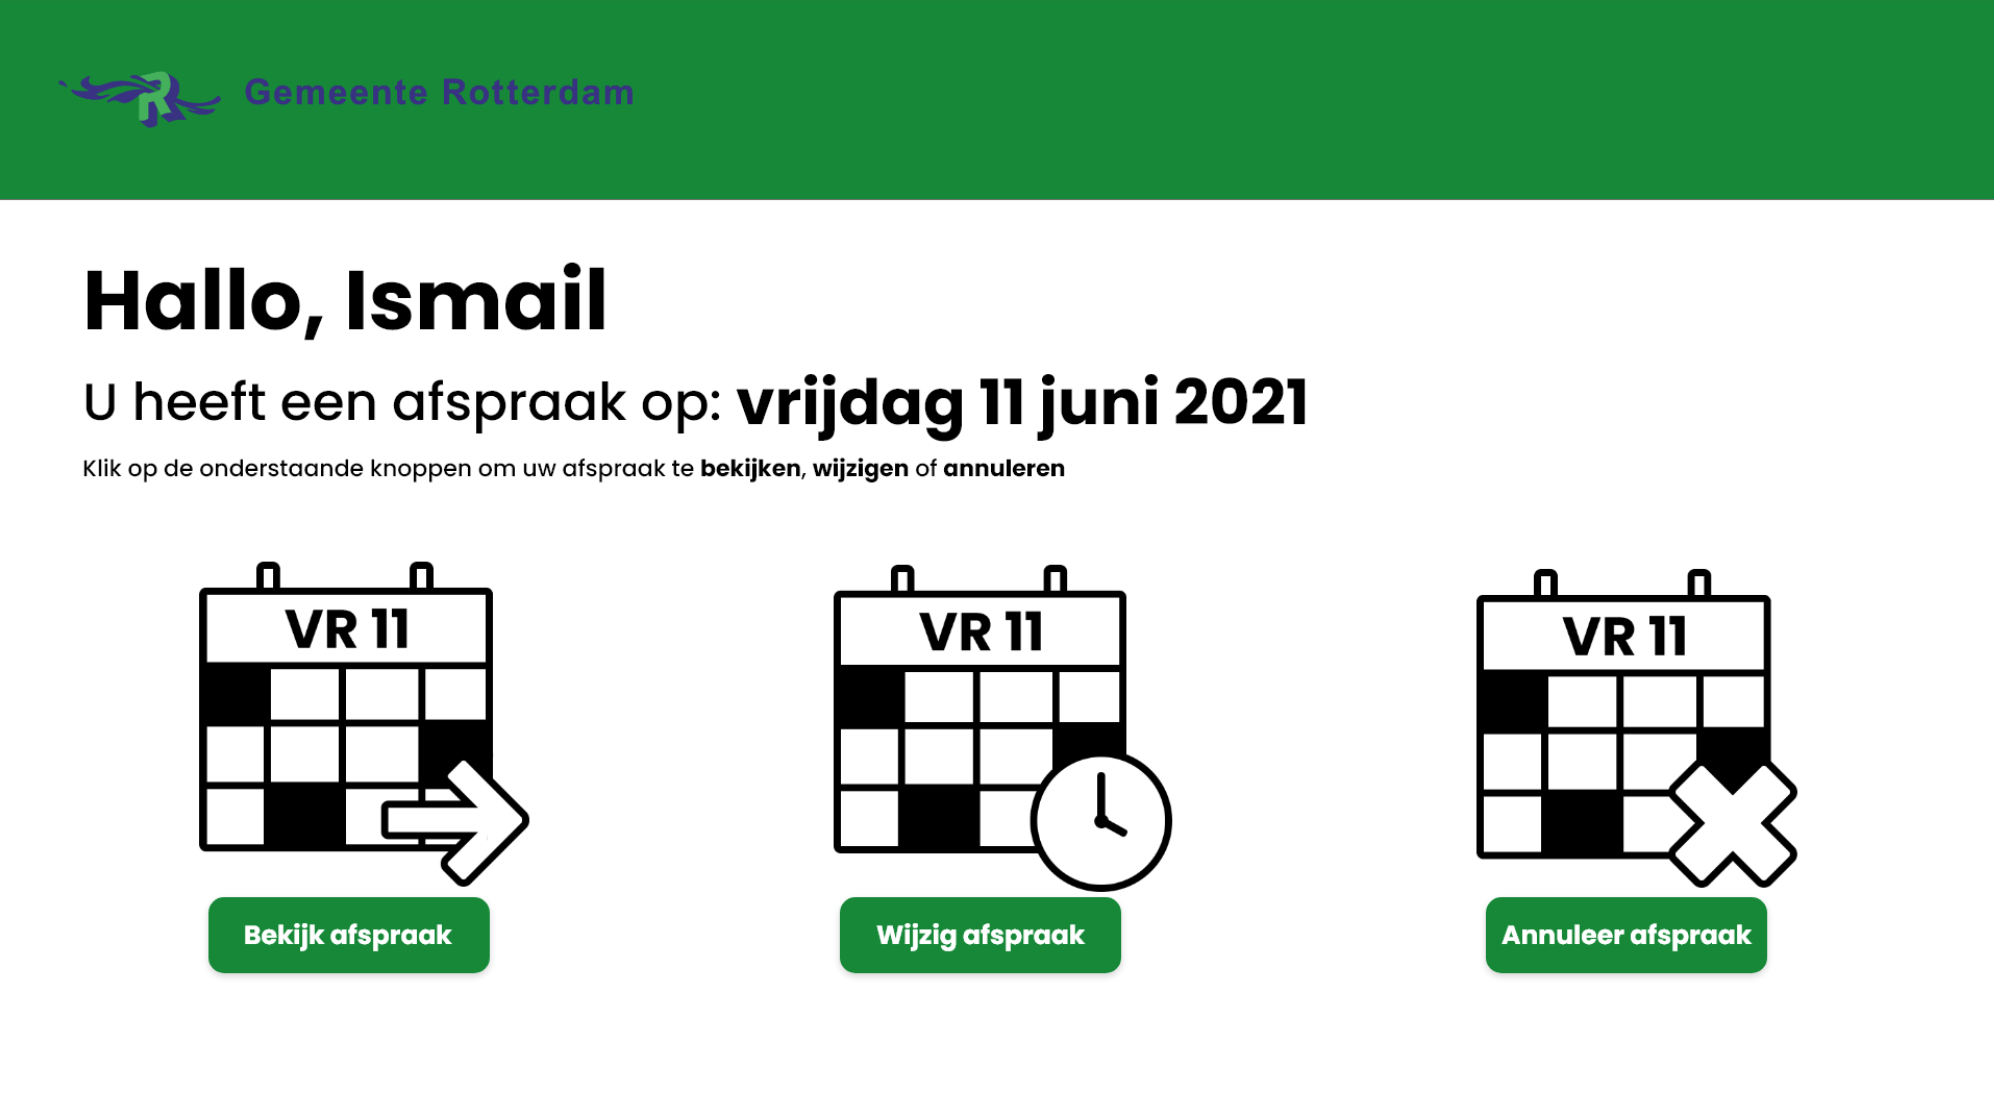 Gemeente Rotterdam
Hallo, Ismail
U heeft een afspraak op: vrijdag 11 juni 2021
Klik op de onderstaande knoppen om uw afspraak te bekijken, wijzigen of annuleren
VR 11
VR 11
VR 11
Bekijk afspraak
Wijzig afspraak
Annuleer afspraak